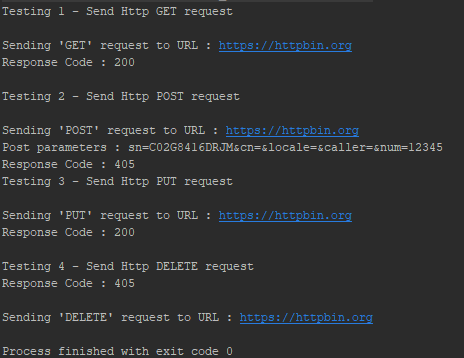 Testing 1 - Send Http GET request
Sending 'GET' request to URL : https://httpbin.org
Response Code : 200
Testing 2 - Send Http POST request
Sending 'POST' request to URL : https://httpbin.org
Post parameters : sn=C02G8416DRJM&cn=&locale=&caller=&num=12345
Response Code : 405
Testing 3 - Send Http PUT request
Sending 'PUT' request to URL : https://httpbin.org
Response Code : 200
Testing 4 - Send Http DELETE request
Response Code : 405
Sending 'DELETE' request to URL : https://httpbin.org
Process finished with exit code 0